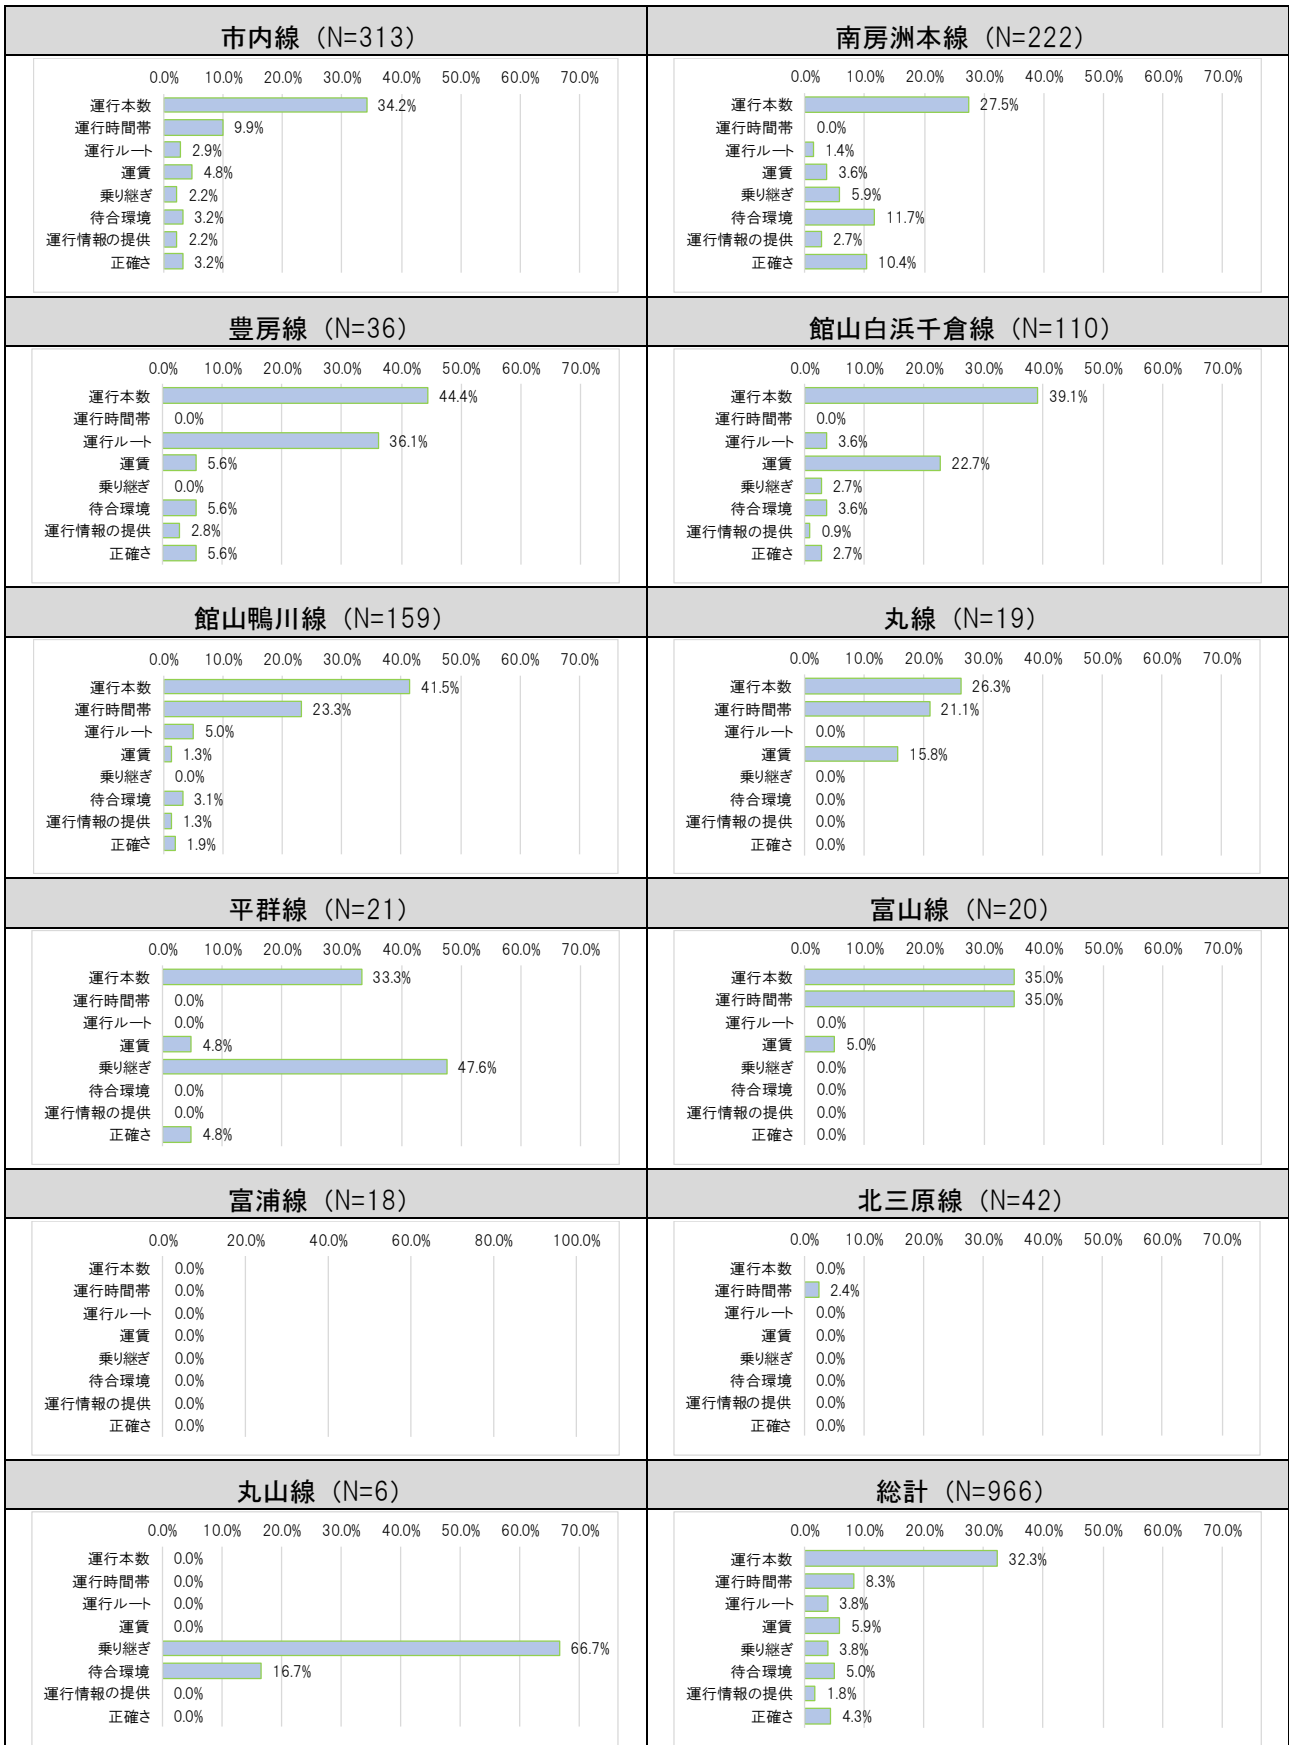 市内線（N=313）
0.0% 10.0% 20.0% 30.0% 40.0% 50.0% 60.0% 70.0%
運行本数 34.2%
運行時間帯 9.9%
運行ルート 2.9%
運賃 4.8%
乗り継ぎ 2.2%
待合環境 3.2%
運行情報の提供 2.2%
正確さ 3.2%
南房洲本線（N=222）
0.0% 10.0% 20.0% 30.0% 40.0% 50.0% 60.0% 70.0%
運行本数 27.5%
運行時間帯 0.0%
運行ルート 1.4%
運賃 3.6%
乗り継ぎ 5.9%
待合環境 11.7%
運行情報の提供 2.7%
正確さ 10.4%
豊房線（N=36）
0.0% 10.0% 20.0% 30.0% 40.0% 50.0% 60.0% 70.0%
運行本数 44.4%
運行時間帯 0.0%
運行ルート 36.1%
運賃 5.6%
乗り継ぎ 0.0%
待合環境 5.6%
運行情報の提供 2.8%
正確さ 5.6%
館山白浜千倉線（N=110）
0.0% 10.0% 20.0% 30.0% 40.0% 50.0% 60.0% 70.0%
運行本数 39.1%
運行時間帯 0.0%
運行ルート 3.6%
運賃 22.7%
乗り継ぎ 2.7%
待合環境 3.6%
運行情報の提供 0.9%
正確さ 2.7%
館山鴨川線（N=159）
0.0% 10.0% 20.0% 30.0% 40.0% 50.0% 60.0% 70.0%
運行本数 41.5%
運行時間帯 23.3%
運行ルート 5.0%
運賃 1.3%
乗り継ぎ 0.0%
待合環境 3.1%
運行情報の提供 1.3%
正確さ 1.9%
丸線（N=19）
0.0% 10.0% 20.0% 30.0% 40.0% 50.0% 60.0% 70.0%
運行本数 26.3%
運行時間帯 21.1%
運行ルート 0.0%
運賃 15.8%
乗り継ぎ 0.0%
待合環境 0.0%
運行情報の提供 0.0%
正確さ 0.0%
平群線（N=21）
0.0% 10.0% 20.0% 30.0% 40.0% 50.0% 60.0% 70.0%
運行本数 33.3%
運行時間帯 0.0%
運行ルート 0.0%
運賃 4.8%
乗り継ぎ 47.6%
待合環境 0.0%
運行情報の提供 0.0%
正確さ 4.8%
富山線（N=20）
0.0% 10.0% 20.0% 30.0% 40.0% 50.0% 60.0% 70.0%
運行本数 35.0%
運行時間帯 35.0%
運行ルート 0.0%
運賃 5.0%
乗り継ぎ 0.0%
待合環境 0.0%
運行情報の提供 0.0%
正確さ 0.0%
富浦線（N=18）
0.0% 20.0% 40.0% 60.0% 80.0% 100.0%
運行本数 0.0%
運行時間帯 0.0%
運行ルート 0.0%
運賃 0.0%
乗り継ぎ 0.0%
待合環境 0.0%
運行情報の提供 0.0%
正確さ 0.0%
北三原線（N=42）
0.0% 10.0% 20.0% 30.0% 40.0% 50.0% 60.0% 70.0%
運行本数 0.0%
運行時間帯 2.4%
運行ルート 0.0%
運賃 0.0%
乗り継ぎ 0.0%
待合環境 0.0%
運行情報の提供 0.0%
正確さ 0.0%
丸山線（N=6）
0.0% 10.0% 20.0% 30.0% 40.0% 50.0% 60.0% 70.0%
運行本数 0.0%
運行時間帯 0.0%
運行ルート 0.0%
運賃 0.0%
乗り継ぎ 66.7%
待合環境 16.7%
運行情報の提供 0.0%
正確さ 0.0%
総計（N=966）
0.0% 10.0% 20.0% 30.0% 40.0% 50.0% 60.0% 70.0%
運行本数 32.3%
運行時間帯 8.3%
運行ルート 3.8%
運賃 5.9%
乗り継ぎ 3.8%
待合環境 5.0%
運行情報の提供 1.8%
正確さ 4.3%